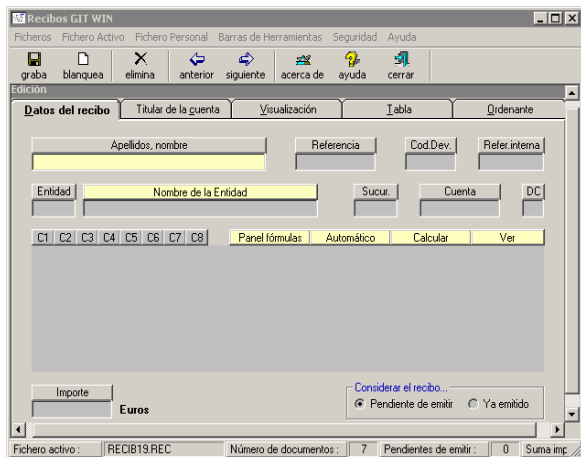 Recibos GIT WIN
Ficheros Fichero Activo Fichero Personal Barras de Herramientas Seguridad Ayuda
graba blanquea elimina anterior siguiente acerca de ayuda cerrar
Edición
Datos del recibo Titular de la cuenta Visualización Tabla Ordenante
Apellidos, nombre Referencia Cod.Dev. Refer.interna
Entidad Nombre de la Entidad Sucur. Cuenta DC
C1 C2 C3 C4 C5 C6 C7 C8 Panel fórmulas Automático Calcular Ver
Considerar el recibo...
Importe
Pendiente de emitir Ya emitido
Euros
Fichero activo : RECIB19.REC Número de documentos : 7 Pendientes de emitir : 0 Suma imp